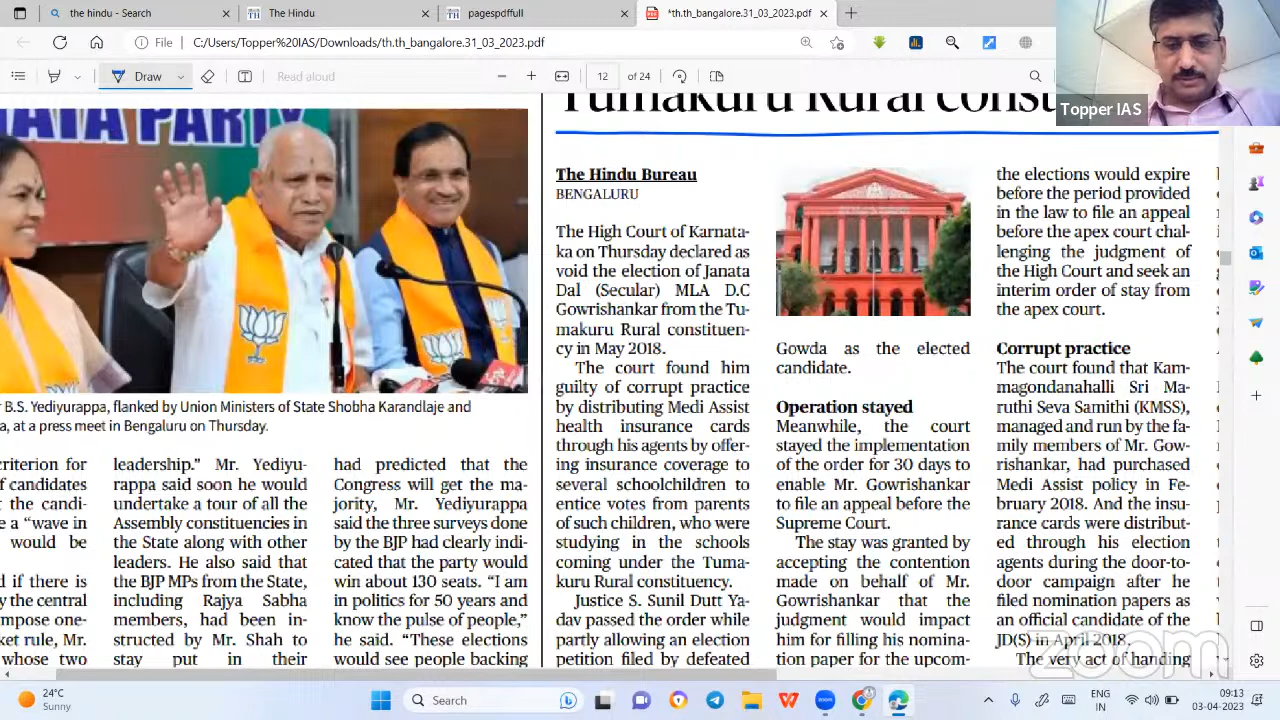 the hindu - Search
The Hindu
pagespdffull
*th.th_bangalore.31_03_2023.pdf
File
C:/Users/Topper%20IAS/Downloads/th.th_bangalore.31_03_2023.pdf
Draw
Read aloud
12
of 24
Topper IAS
NATA PARTY
Tumakuru Rural const
r B.S. Yediyurappa, flanked by Union Ministers of State Shobha Karandlaje and
a, at a press meet in Bengaluru on Thursday.
criterion for
f candidates
t the candi-
e a “wave in
would be
d if there is
y the central
mpose one-
ket rule, Mr.
whose two
leadership.” Mr. Yediyu-
rappa said soon he would
undertake a tour of all the
Assembly constituencies in
the State along with other
leaders. He also said that
the BJP MPs from the State,
including Rajya Sabha
members, had been in-
structed by Mr. Shah to
stay put in their
had predicted that the
Congress will get the ma-
jority, Mr. Yediyurappa
said the three surveys done
by the BJP had clearly indi-
cated that the party would
win about 130 seats. “I am
in politics for 50 years and
know the pulse of people,”
he said. “These elections
would see people backing
The Hindu Bureau
BENGALURU
The High Court of Karnata-
ka on Thursday declared as
void the election of Janata
Dal (Secular) MLA D.C
Gowrishankar from the Tu-
makuru Rural constituen-
cy in May 2018.
The court found him
guilty of corrupt practice
by distributing Medi Assist
health insurance cards
through his agents by offer-
ing insurance coverage to
several schoolchildren to
entice votes from parents
of such children, who were
studying in the schools
coming under the Tuma-
kuru Rural constituency.
Justice S. Sunil Dutt Ya-
dav passed the order while
partly allowing an election
petition filed by defeated
Gowda as the elected
candidate.
Operation stayed
Meanwhile, the court
stayed the implementation
of the order for 30 days to
enable Mr. Gowrishankar
to file an appeal before the
Supreme Court.
The stay was granted by
accepting the contention
made on behalf of Mr.
Gowrishankar that the
judgment would impact
him for filling his nomina-
tion paper for the upcom-
the elections would expire
before the period provided
in the law to file an appeal
before the apex court chal-
lenging the judgment of
the High Court and seek an
interim order of stay from
the apex court.
Corrupt practice
The court found that Kam-
magondanahalli Sri Ma-
ruthi Seva Samithi (KMSS),
managed and run by the fa-
mily members of Mr. Gow-
rishankar, had purchased
Medi Assist policy in Fe-
bruary 2018. And the insu-
rance cards were distribut-
ed through his election
agents during the door-to-
door campaign after he
filed nomination papers as
an official candidate of the
JD(S) in April 2018.
The very act of handing
zoom
24°C
Sunny
Search
ENG
IN
09:13
03-04-2023